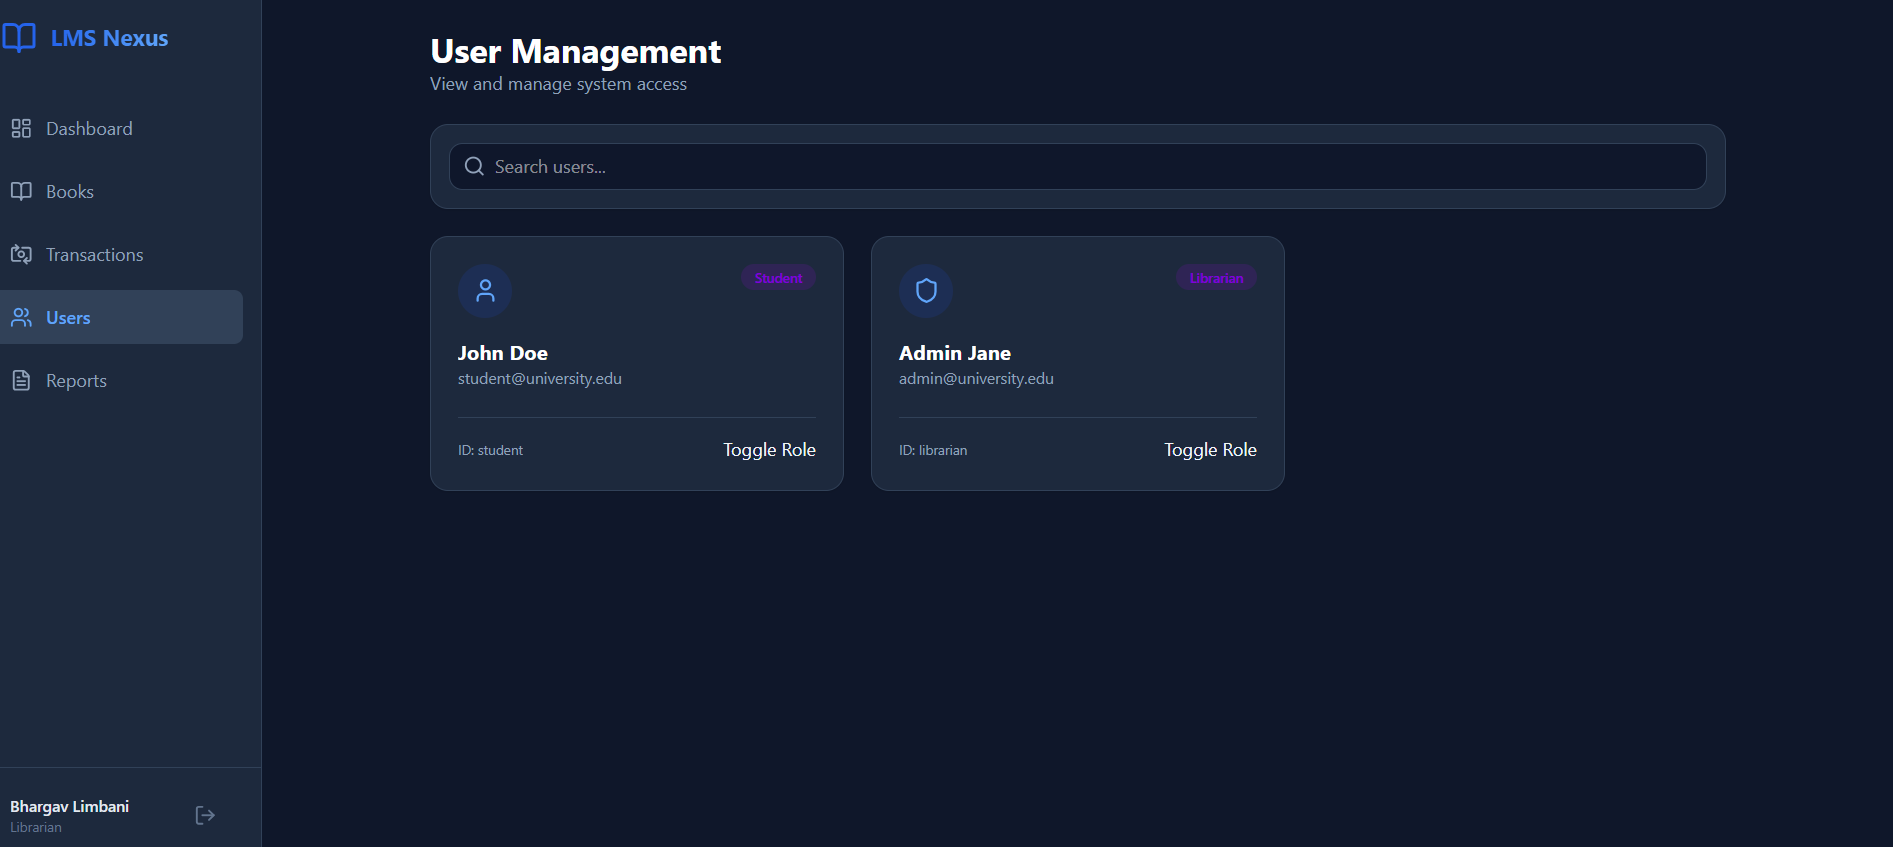 LMS Nexus
Dashboard
Books
Transactions
Users
Reports
Bhargav Limbani
Librarian
User Management
View and manage system access
Search users...
Student
John Doe
student@university.edu
ID: student
Toggle Role
Librarian
Admin Jane
admin@university.edu
ID: librarian
Toggle Role